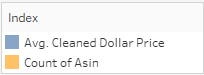 Index
Avg. Cleaned Dollar Price
Count of Asin